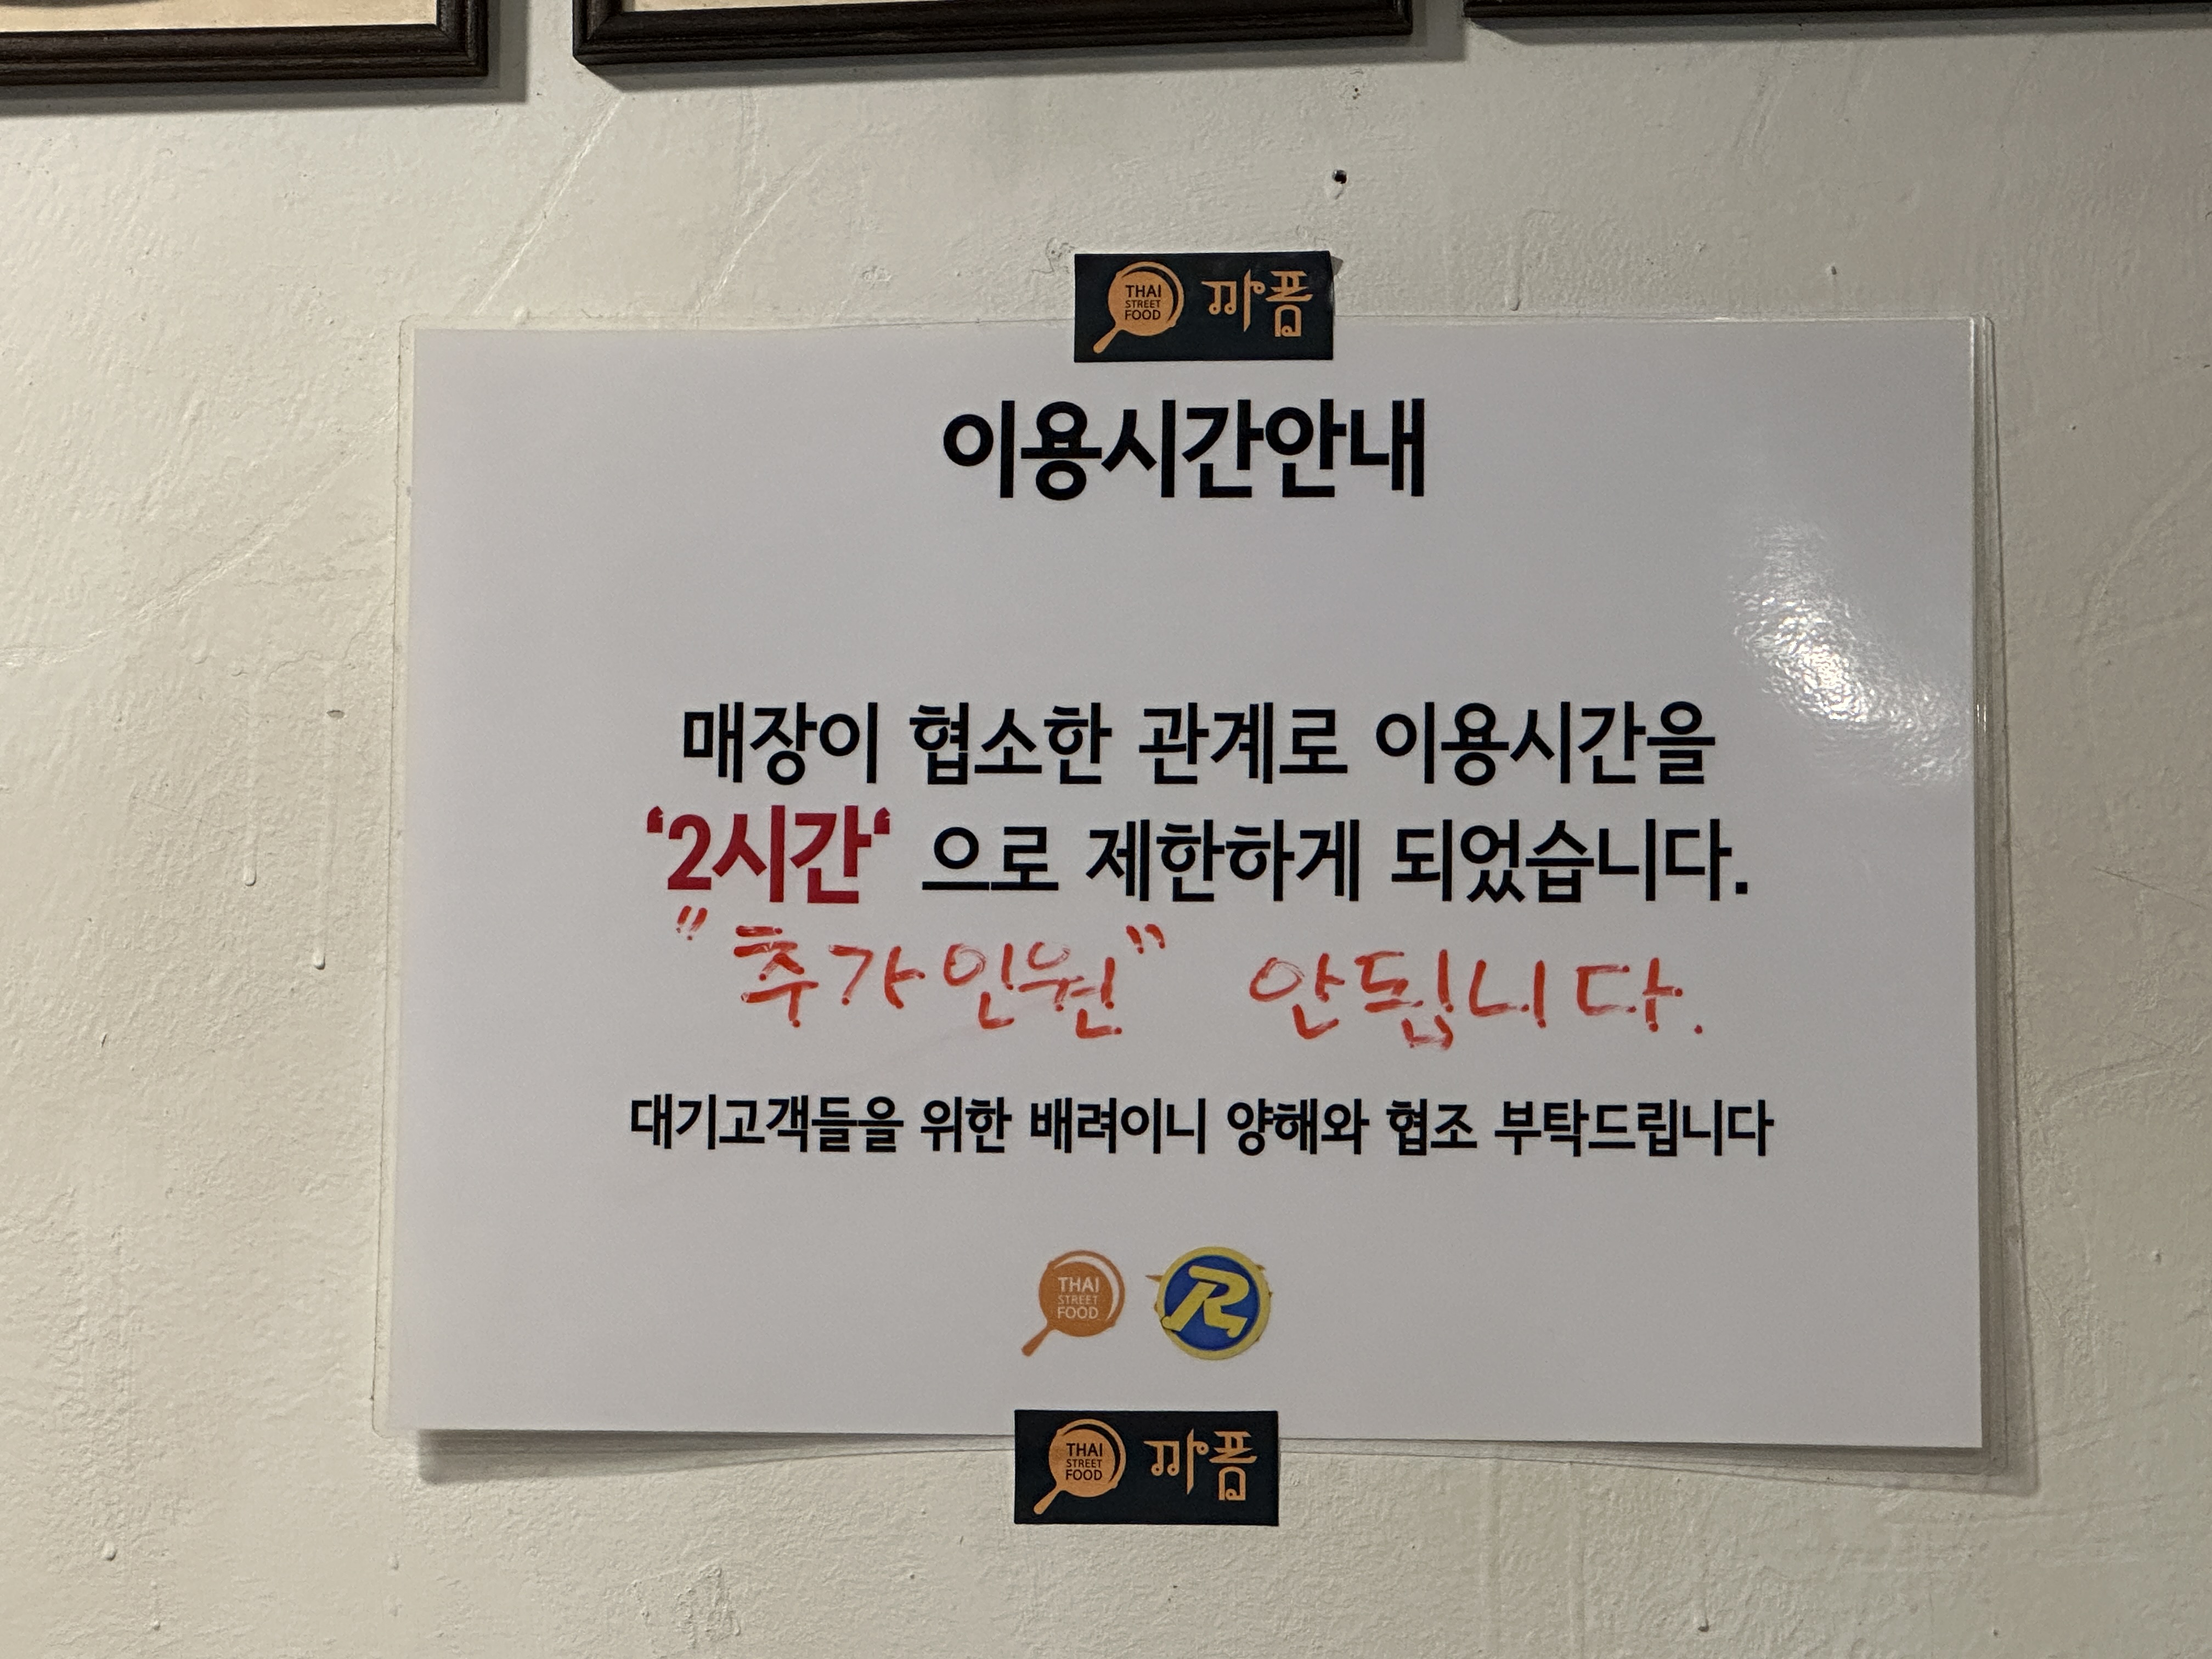 THAI
STREET
FOOD
까폼
이용시간안내
매장이 협소한 관계로 이용시간을
‘2시간‘ 으로 제한하게 되었습니다.
"추가인원" 안됩니다.
대기고객들을 위한 배려이니 양해와 협조 부탁드립니다
THAI
STREET
FOOD
R
THAI
STREET
FOOD
까폼